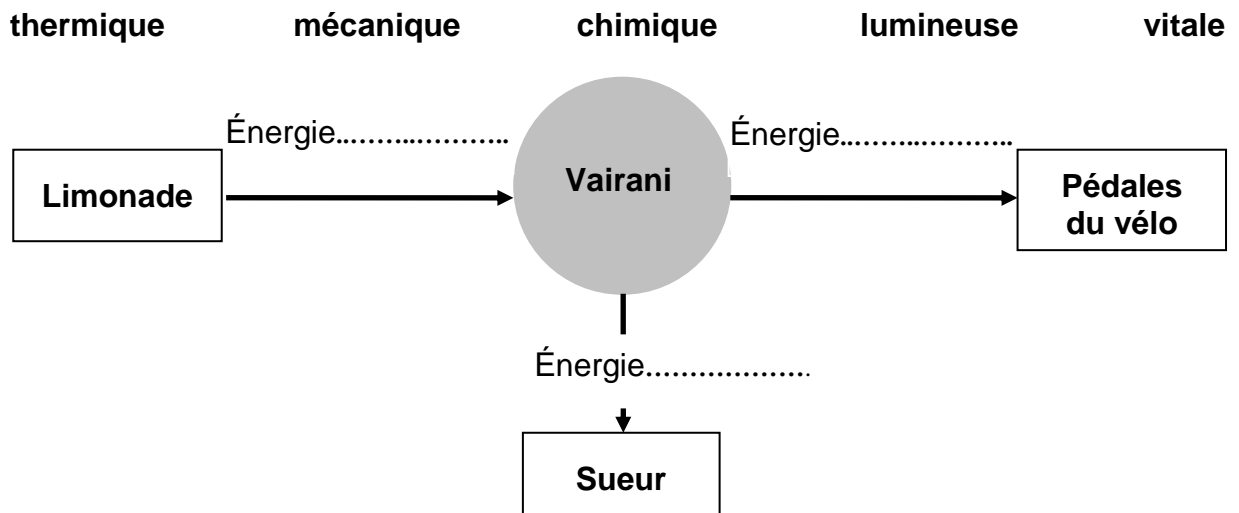 thermique mécanique chimique lumineuse vitale
Énergie..……...……….. Énergie..……...………..
Limonade Vairani Pédales
du vélo
Énergie……………….
Sueur